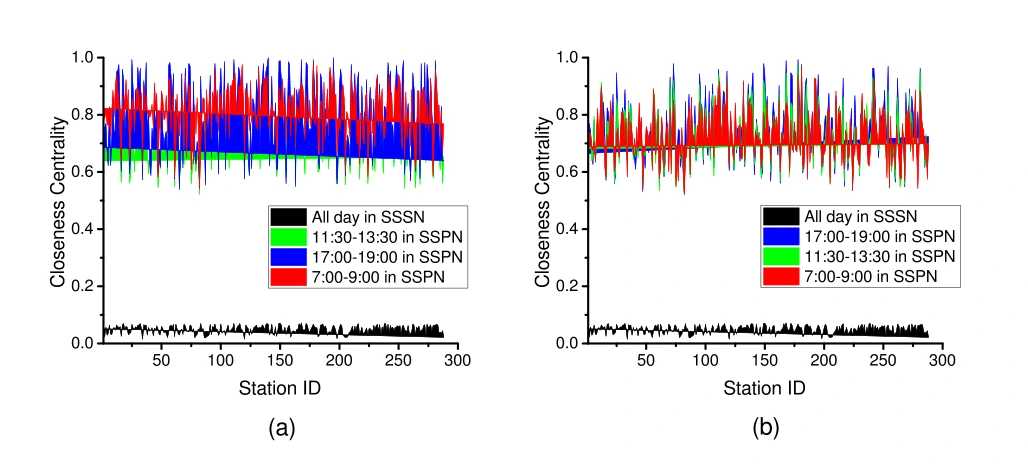 1.0
0.8
0.6
0.4
0.2
0.0
Closeness Centrality
50 100 150 200 250 300
Station ID
All day in SSSN
11:30-13:30 in SSPN
17:00-19:00 in SSPN
7:00-9:00 in SSPN
(a)
1.0
0.8
0.6
0.4
0.2
0.0
Closeness Centrality
50 100 150 200 250 300
Station ID
All day in SSSN
17:00-19:00 in SSPN
11:30-13:30 in SSPN
7:00-9:00 in SSPN
(b)